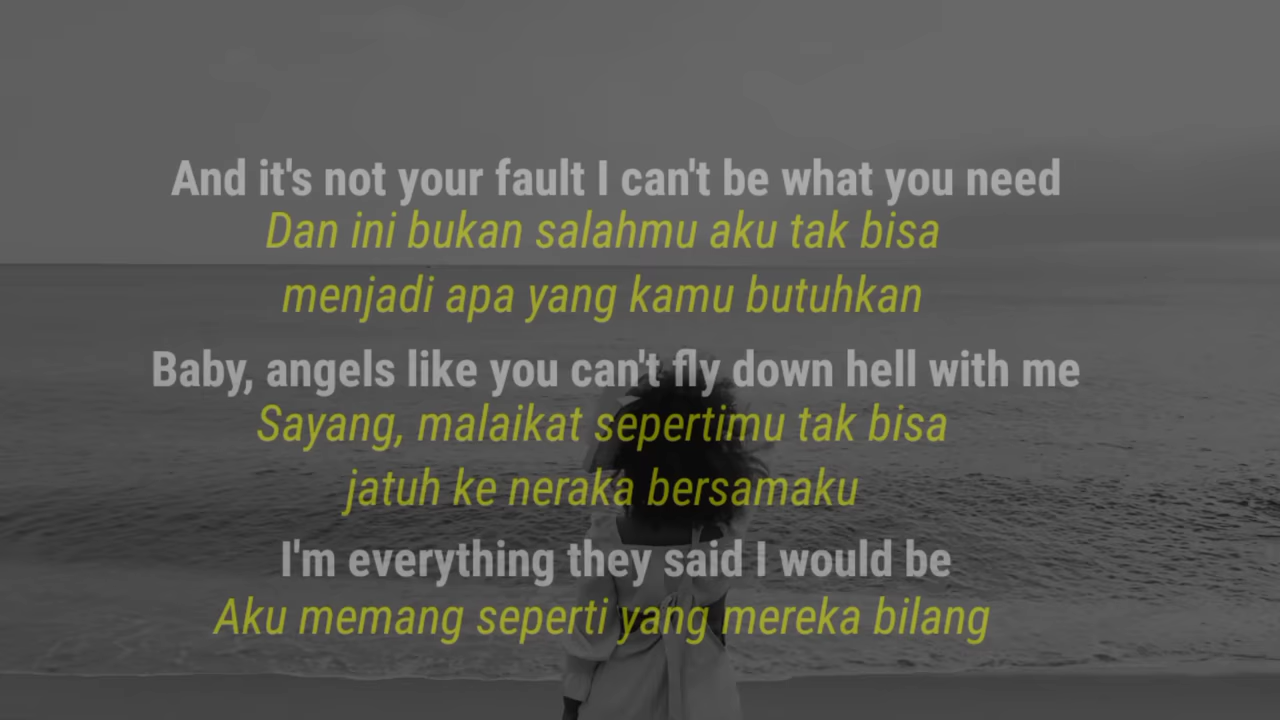 And it's not your fault I can't be what you need
Dan ini bukan salahmu aku tak bisa
menjadi apa yang kamu butuhkan
Baby, angels like you can't fly down hell with me
Sayang, malaikat sepertimu tak bisa
jatuh ke neraka bersamaku
I'm everything they said I would be
Aku memang seperti yang mereka bilang